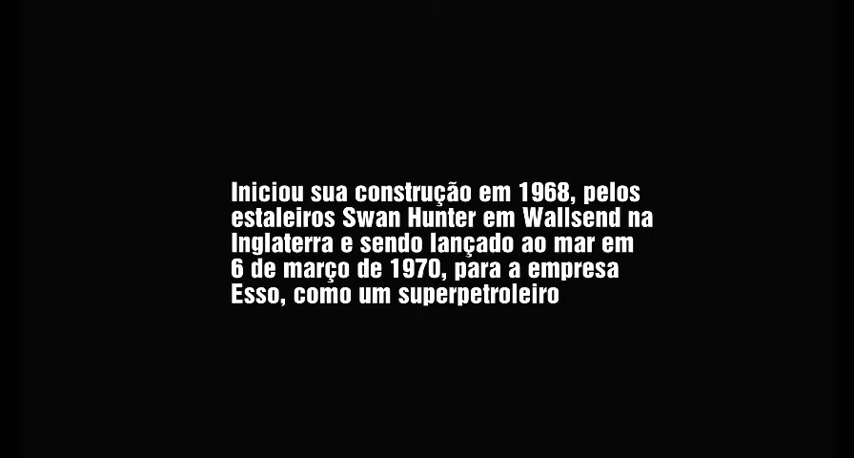 Iniciou sua construção em 1968, pelos
estaleiros Swan Hunter em Wallsend na
Inglaterra e sendo lançado ao mar em
6 de março de 1970, para a empresa
Esso, como um superpetroleiro